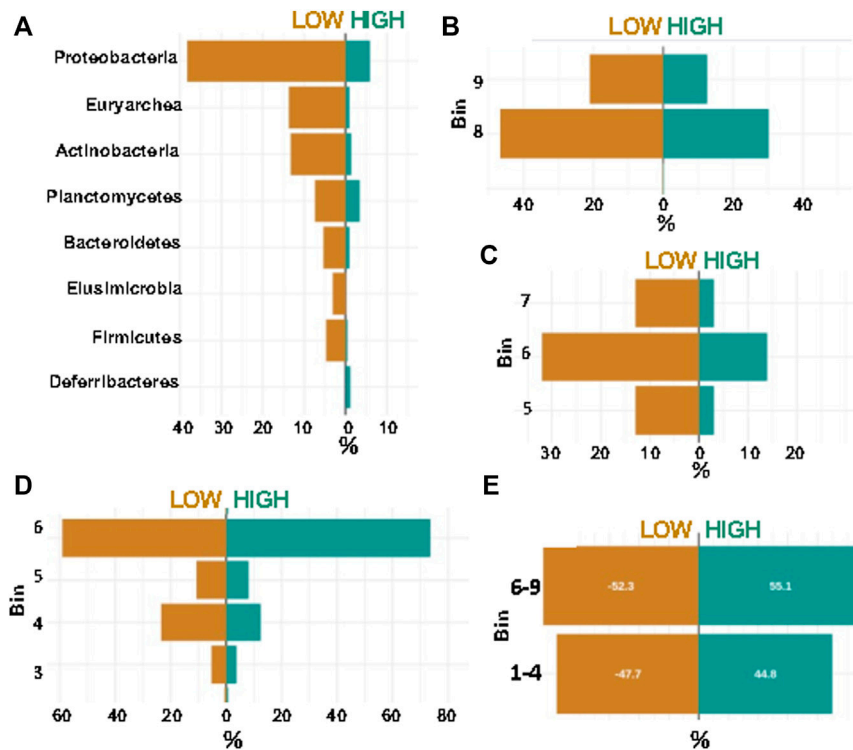 A
LOW HIGH
Proteobacteria
Euryarchea
Actinobacteria
Planctomycetes
Bacteroidetes
Elusimicrobia
Firmicutes
Deferribacteres
40 30 20 10 0 10
%
B
LOW HIGH
Bin
9
8
40 20 0 20 40
%
C
LOW HIGH
Bin
7
6
5
30 20 10 0 10 20
%
D
LOW HIGH
Bin
6
5
4
3
60 40 20 0 20 40 60 80
%
E
LOW HIGH
Bin
6-9
-52.3 55.1
1-4
-47.7 44.8
%